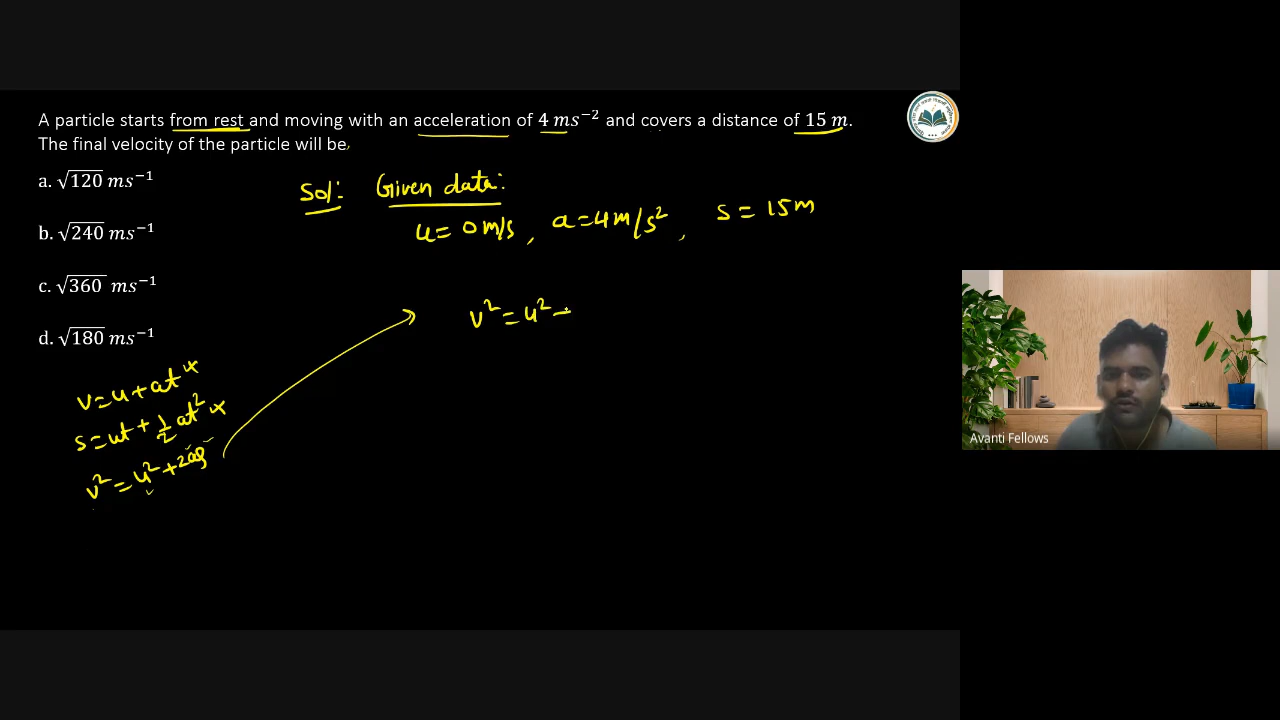 A particle starts from rest and moving with an acceleration of 4 ms⁻² and covers a distance of 15 m.
The final velocity of the particle will be
a. √120 ms⁻¹
b. √240 ms⁻¹
c. √360 ms⁻¹
d. √180 ms⁻¹
Sol: Given data:
u = 0 m/s, a = 4 m/s², s = 15 m
v² = u² –
v = u + at ×
s = ut + ½ at² ×
v² = u² + 2as
Avanti Fellows